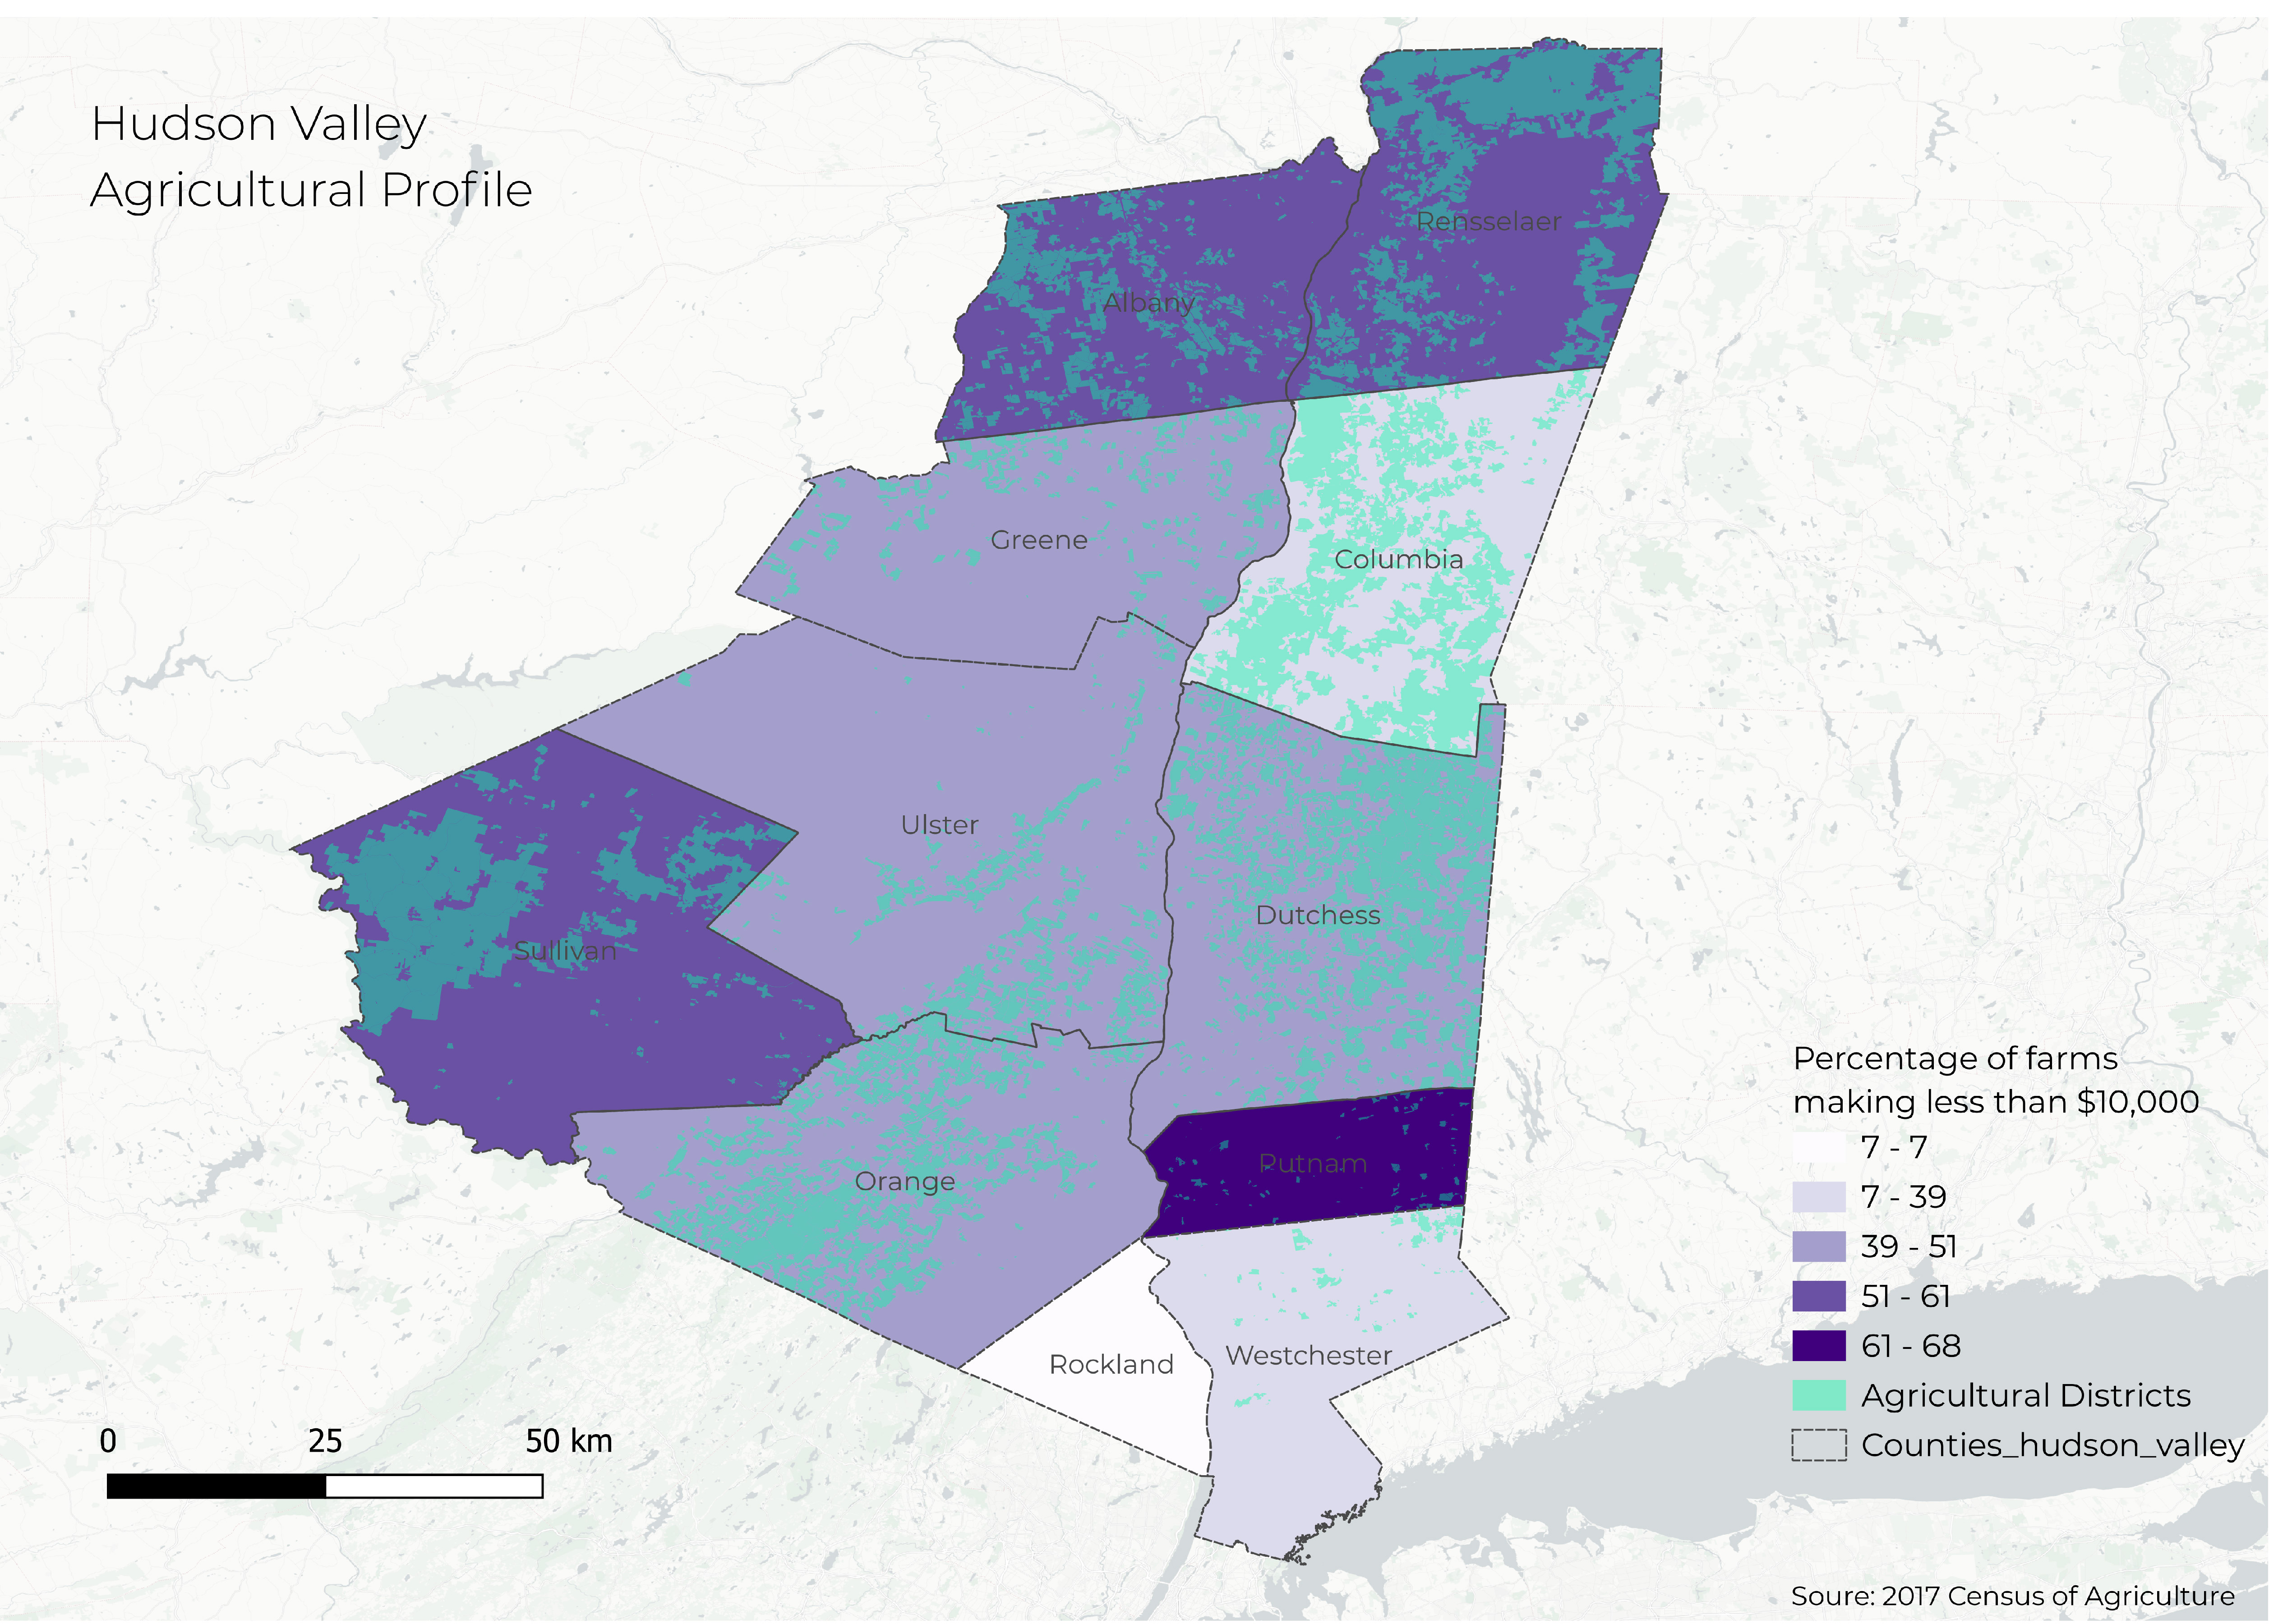 Hudson Valley
Agricultural Profile
Rensselaer
Albany
Greene
Columbia
Ulster
Dutchess
Sullivan
Putnam
Orange
Westchester
Rockland
Percentage of farms
making less than $10,000
7 - 7
7 - 39
39 - 51
51 - 61
61 - 68
Agricultural Districts
Counties_hudson_valley
0 25 50 km
Soure: 2017 Census of Agriculture